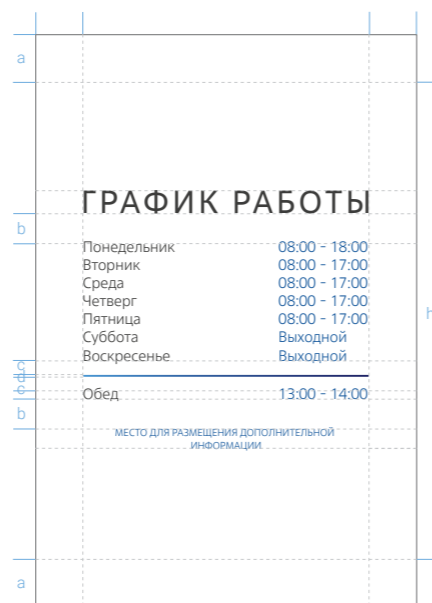 a
ГРАФИК РАБОТЫ
b
Понедельник 08:00 - 18:00
Вторник 08:00 - 17:00
Среда 08:00 - 17:00
Четверг 08:00 - 17:00
h
Пятница 08:00 - 17:00
Суббота Выходной
Воскресенье Выходной
c
d
c
Обед 13:00 - 14:00
b
МЕСТО ДЛЯ РАЗМЕЩЕНИЯ ДОПОЛНИТЕЛЬНОЙ
ИНФОРМАЦИИ
a